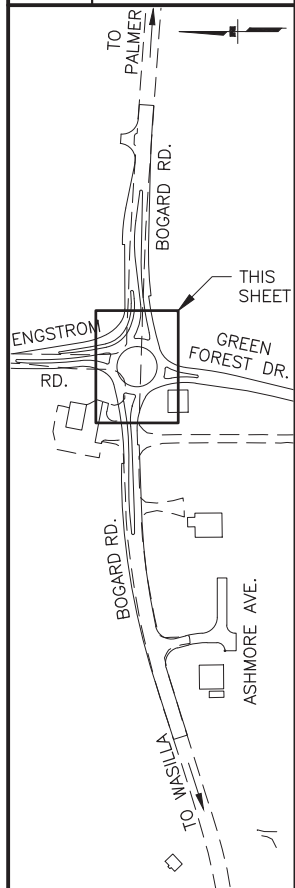 TO
PALMER
BOGARD RD.
THIS
SHEET
ENGSTROM
RD.
GREEN
FOREST DR.
BOGARD RD.
ASHMORE AVE.
TO WASILLA